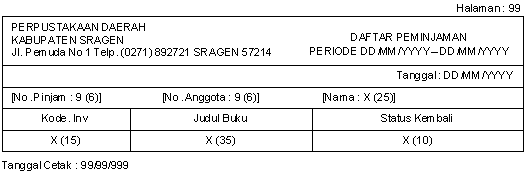 Halaman : 99
PERPUSTAKAAN DAERAH
KABUPATEN SRAGEN
Jl. Pemuda No 1 Telp. (0271) 892721 SRAGEN 57214
DAFTAR PEMINJAMAN
PERIODE DD/MM/YYYY–DD/MM/YYYY
Tanggal : DD/MM/YYYY
[No.Pinjam : 9 (6)] [No.Anggota : 9 (6)] [Nama : X (25)]
Kode. Inv Judul Buku Status Kembali
X (15) X (35) X (10)
Tanggal Cetak : 99/99/999